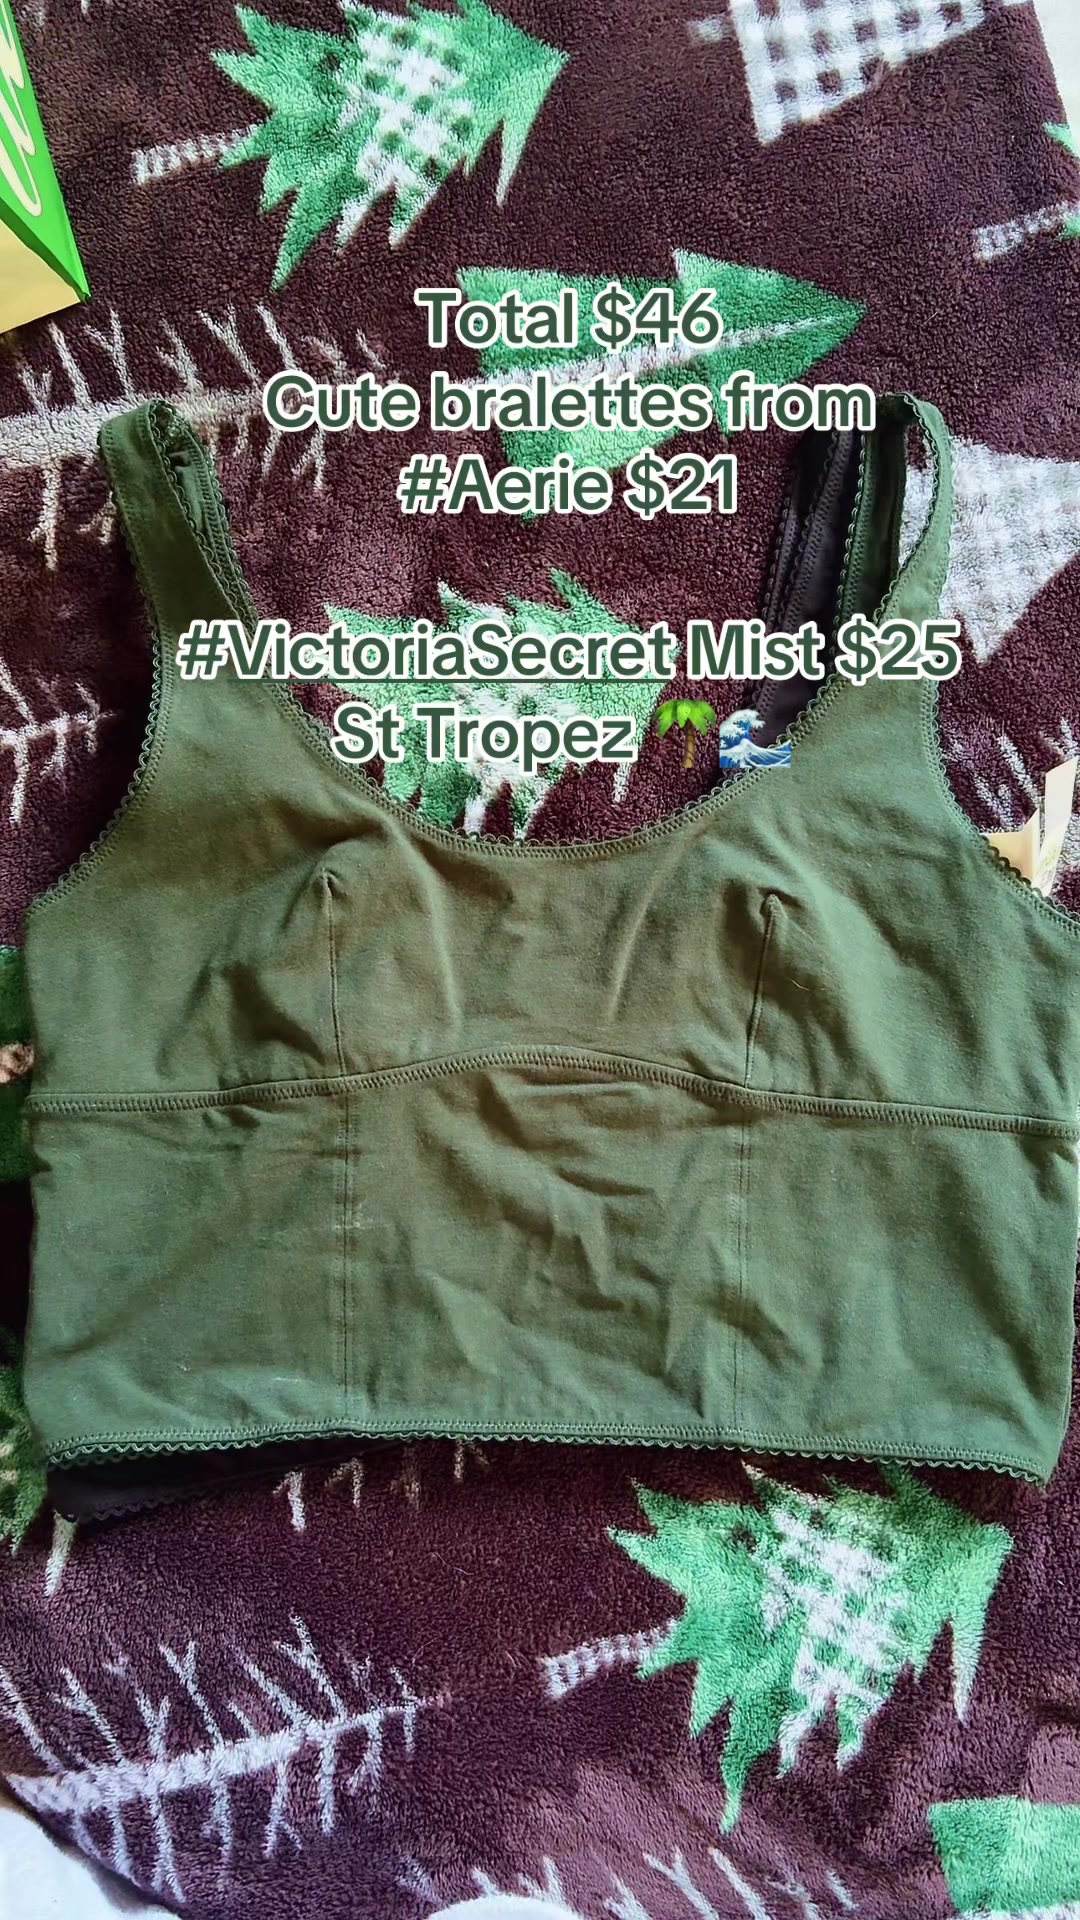 Total $46
Cute bralettes from
#Aerie $21
#VictoriaSecret Mist $25
St Tropez 🌴🌊